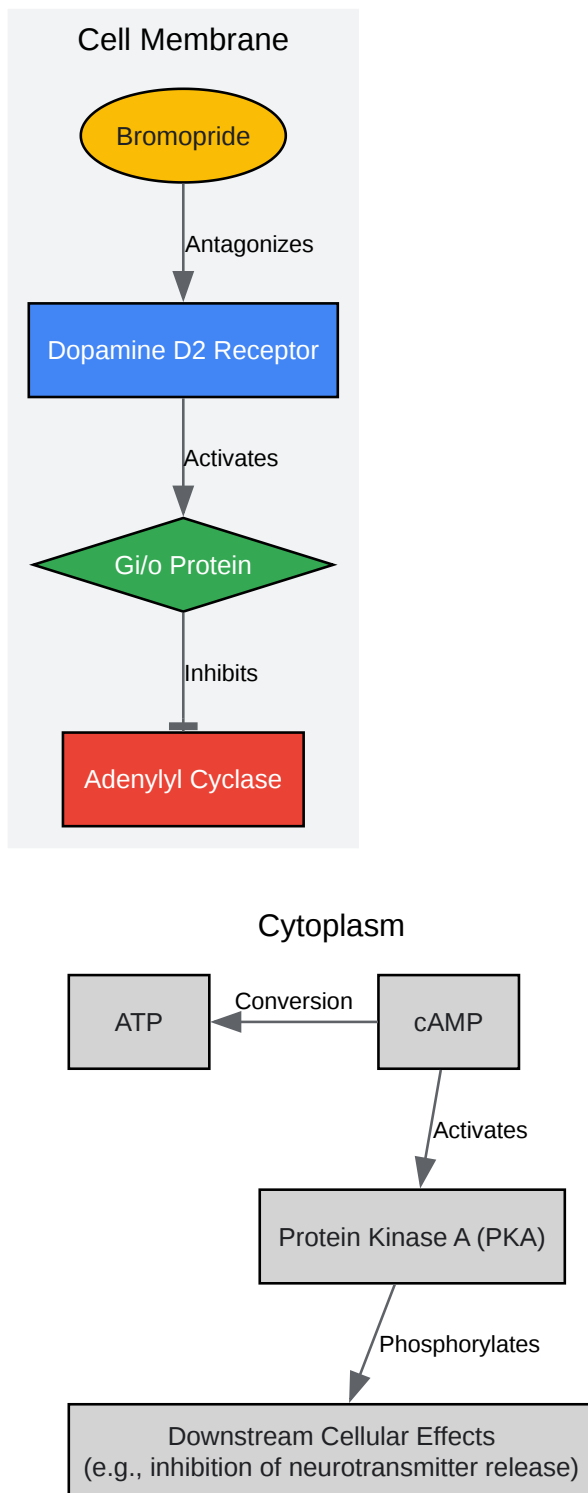 Cell Membrane
Bromopride
Antagonizes
Dopamine D2 Receptor
Activates
Gi/o Protein
Inhibits
Adenylyl Cyclase
Cytoplasm
ATP
Conversion
cAMP
Activates
Protein Kinase A (PKA)
Phosphorylates
Downstream Cellular Effects
(e.g., inhibition of neurotransmitter release)